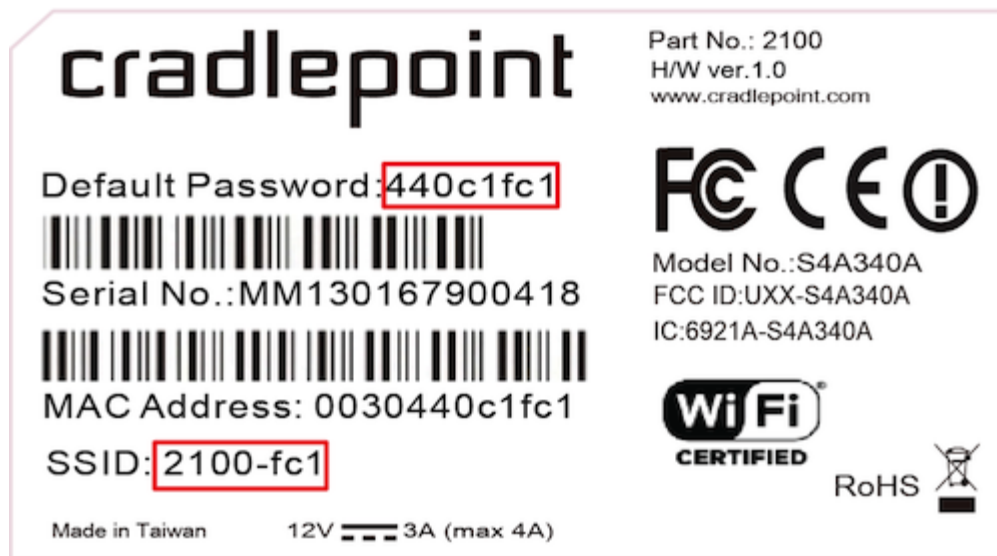 cradlepoint
Part No.: 2100
H/W ver.1.0
www.cradlepoint.com
Default Password:440c1fc1
Serial No.:MM130167900418
MAC Address: 0030440c1fc1
SSID: 2100-fc1
Made in Taiwan
12V 3A (max 4A)
FC CE
Model No.:S4A340A
FCC ID:UXX-S4A340A
IC:6921A-S4A340A
Wi Fi®
CERTIFIED
RoHS